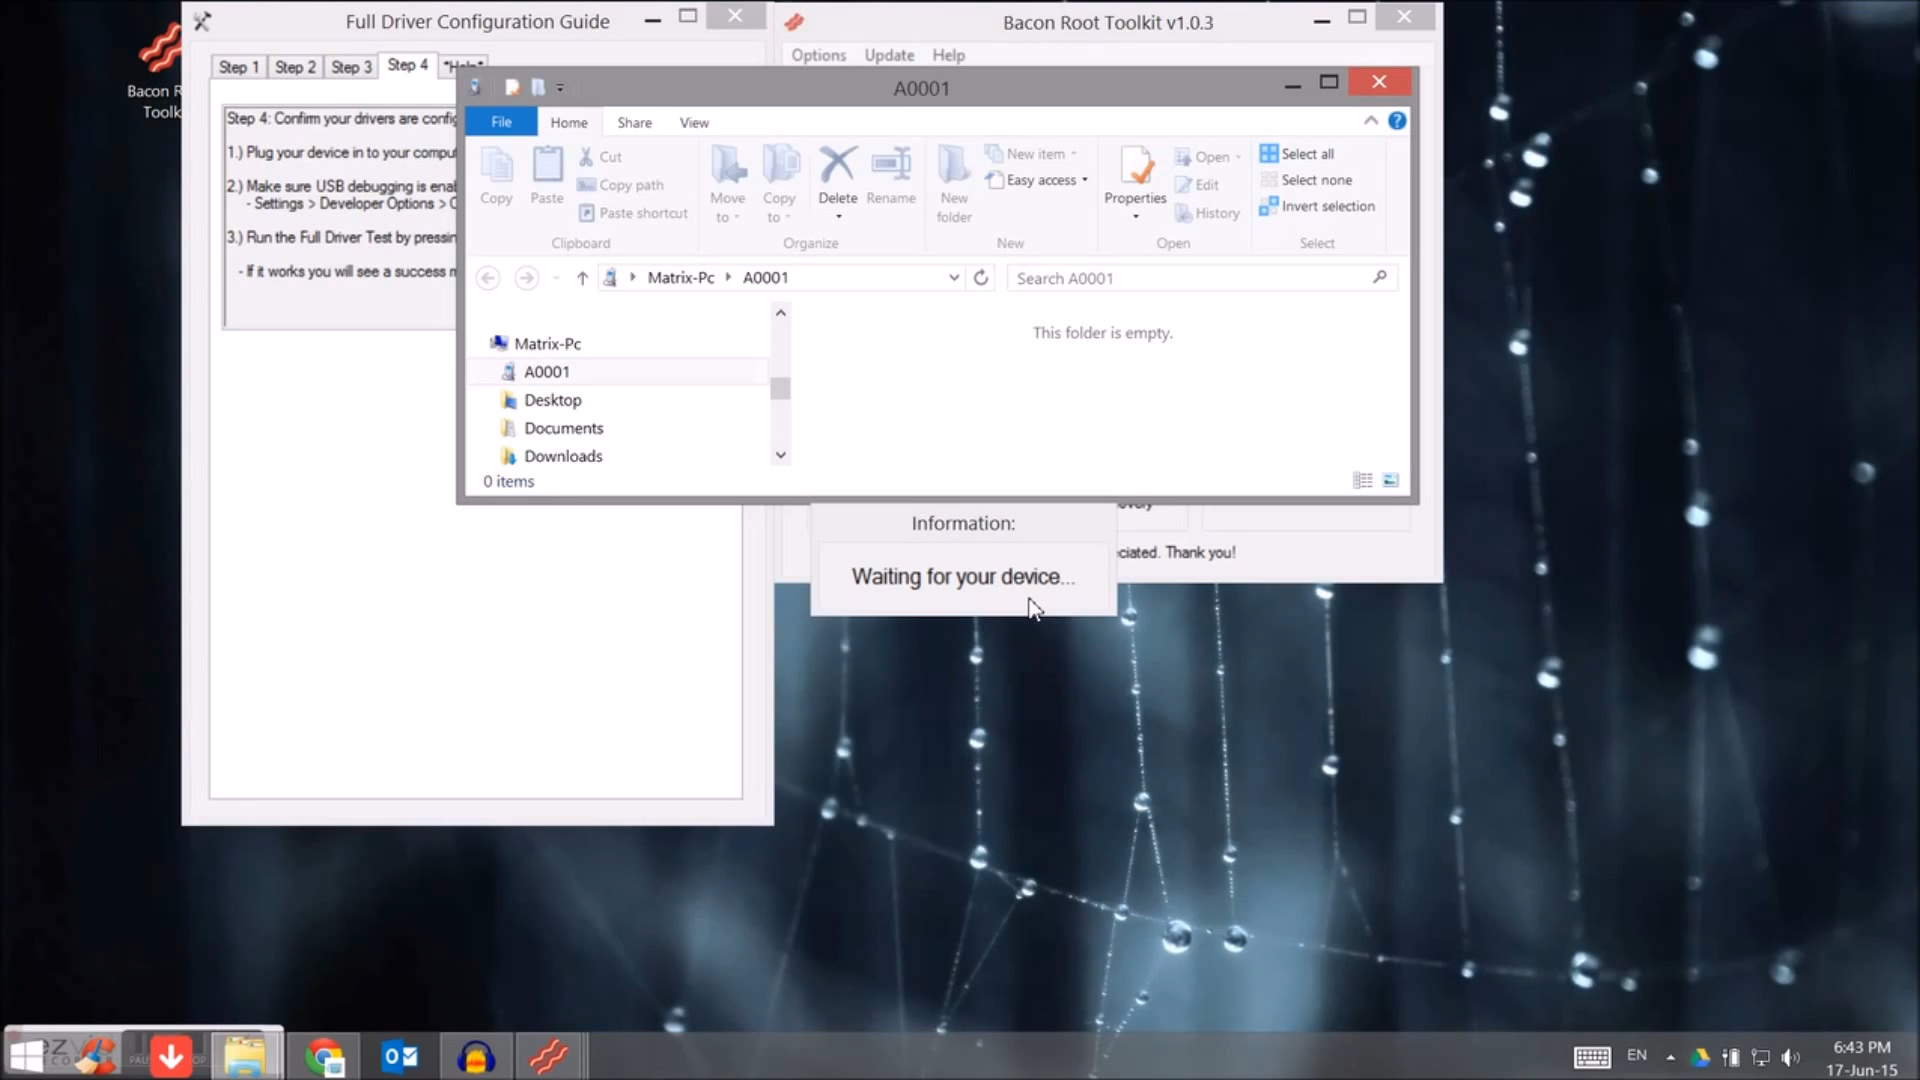 Full Driver Configuration Guide
Bacon Root Toolkit v1.0.3
Options Update Help
Step 1 Step 2 Step 3 Step 4 *Help*
Bacon R
Toolk
A0001
Step 4: Confirm your drivers are config
1.) Plug your device in to your comput
2.) Make sure USB debugging is enab
- Settings > Developer Options >
3.) Run the Full Driver Test by pressin
- If it works you will see a success m
File Home Share View
Copy
Paste
Cut
Copy path
Paste shortcut
Clipboard
Move to
Copy to
Delete
Rename
Organize
New folder
New item
Easy access
New
Properties
Open
Edit
History
Open
Select all
Select none
Invert selection
Select
Matrix-Pc A0001
Search A0001
This folder is empty.
Matrix-Pc
A0001
Desktop
Documents
Downloads
0 items
Information:
Waiting for your device...
ciated. Thank you!
EN
6:43 PM
17-Jun-15